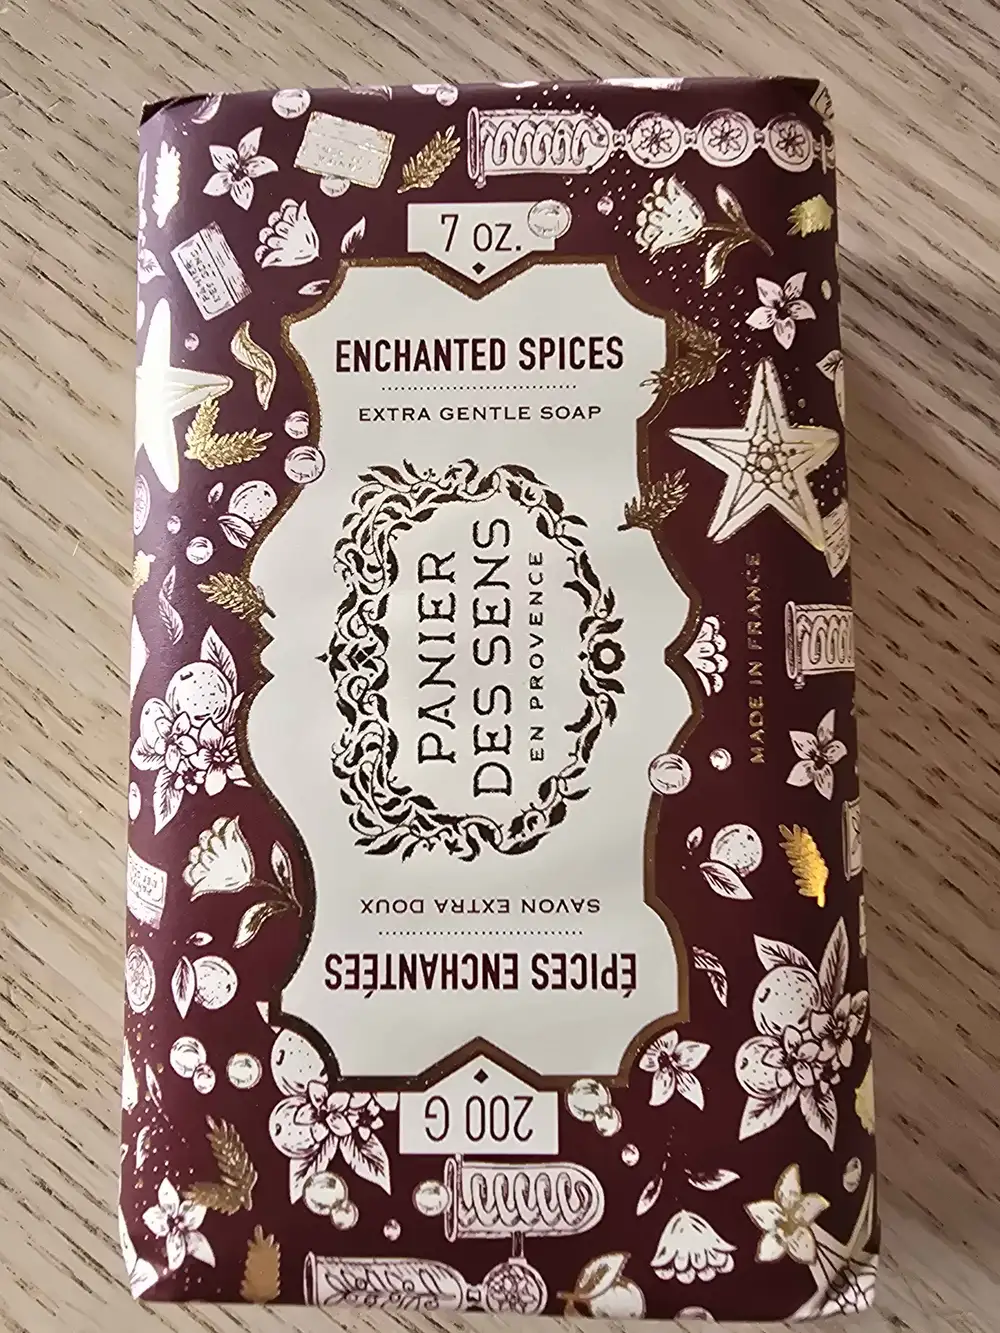 7 OZ.
ENCHANTED SPICES
EXTRA GENTLE SOAP
PANIER
DES SENS
EN PROVENCE
MADE IN FRANCE
SAVON EXTRA DOUX
ÉPICES ENCHANTÉES
200 G